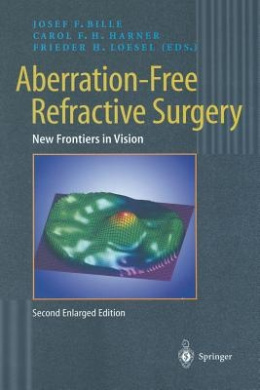 JOSEF F. BILLE
CAROL F. H. HARNER
FRIEDER H. LOESEL (EDS.)
Aberration-Free
Refractive Surgery
New Frontiers in Vision
Second Enlarged Edition
Springer